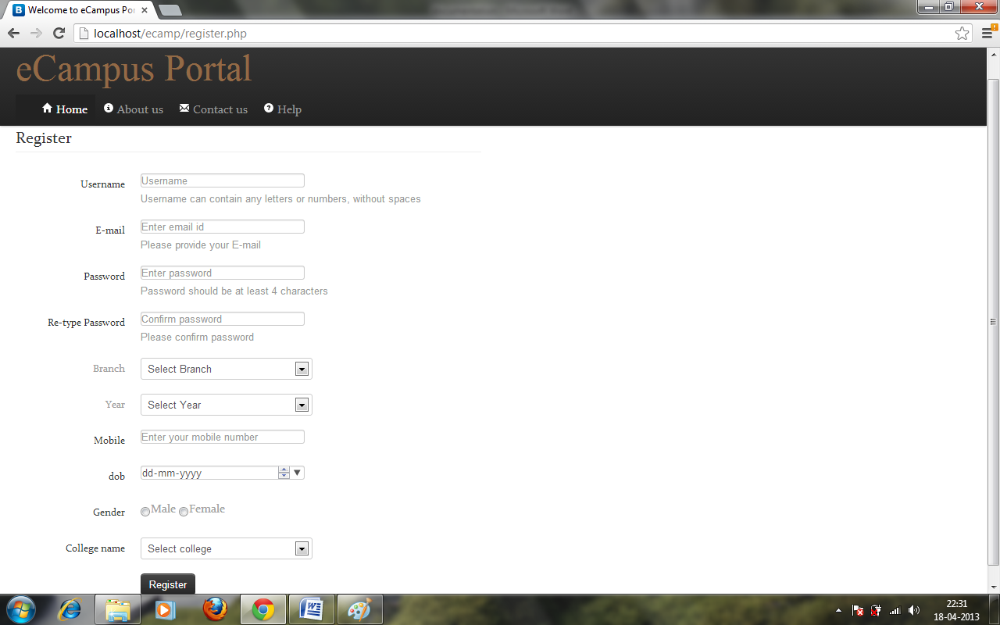 Welcome to eCampus Por
localhost/ecamp/register.php
eCampus Portal
Home About us Contact us Help
Register
Username Username
Username can contain any letters or numbers, without spaces
E-mail Enter email id
Please provide your E-mail
Password Enter password
Password should be at least 4 characters
Re-type Password Confirm password
Please confirm password
Branch Select Branch
Year Select Year
Mobile Enter your mobile number
dob dd-mm-yyyy
Gender Male Female
College name Select college
Register
22:31
18-04-2013